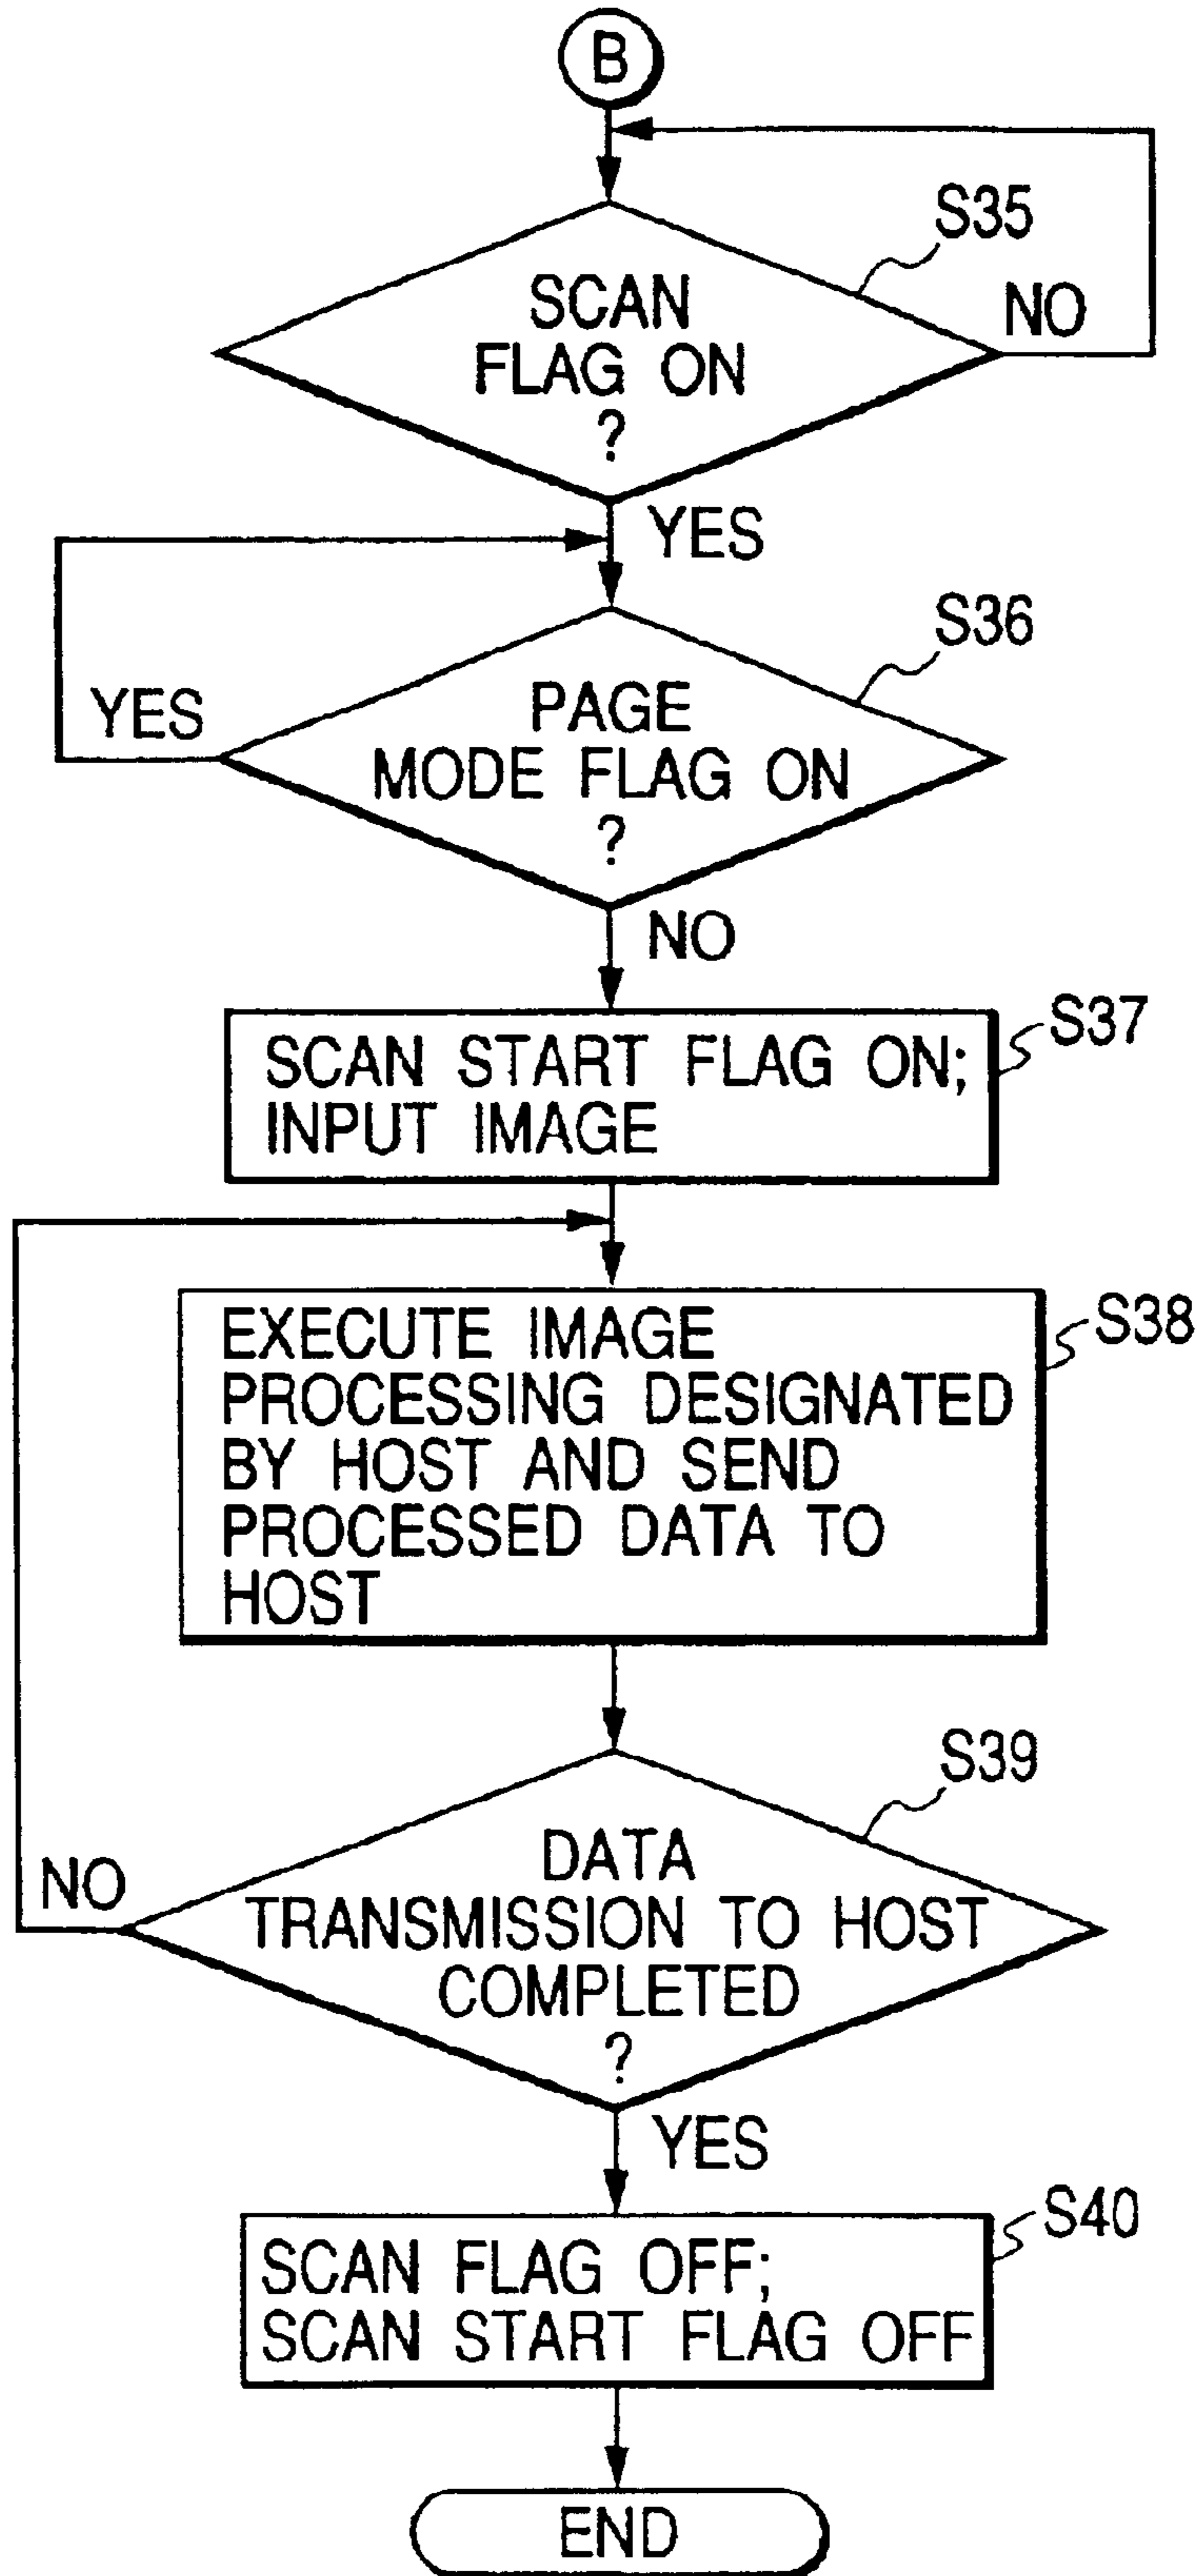 B
S35
SCAN
FLAG ON
?
NO
YES
S36
PAGE
MODE FLAG ON
?
YES
NO
S37
SCAN START FLAG ON;
INPUT IMAGE
S38
EXECUTE IMAGE
PROCESSING DESIGNATED
BY HOST AND SEND
PROCESSED DATA TO
HOST
S39
DATA
TRANSMISSION TO HOST
COMPLETED
?
NO
YES
S40
SCAN FLAG OFF;
SCAN START FLAG OFF
END